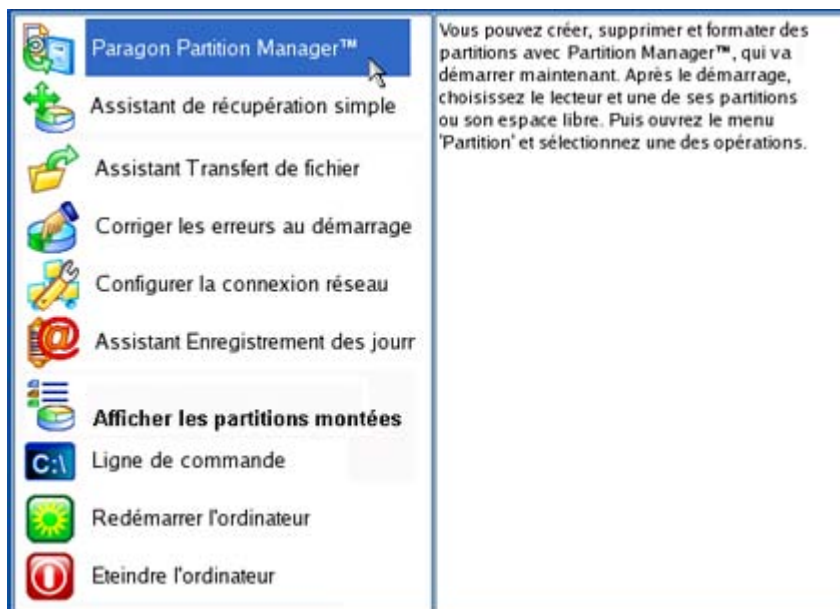 Paragon Partition Manager™
Assistant de récupération simple
Assistant Transfert de fichier
Corriger les erreurs au démarrage
Configurer la connexion réseau
Assistant Enregistrement des jourr
Afficher les partitions montées
C:\ Ligne de commande
Redémarrer l'ordinateur
Eteindre l'ordinateur
Vous pouvez créer, supprimer et formater des
partitions avec Partition Manager™, qui va
démarrer maintenant. Après le démarrage,
choisissez le lecteur et une de ses partitions
ou son espace libre. Puis ouvrez le menu
'Partition' et sélectionnez une des opérations.